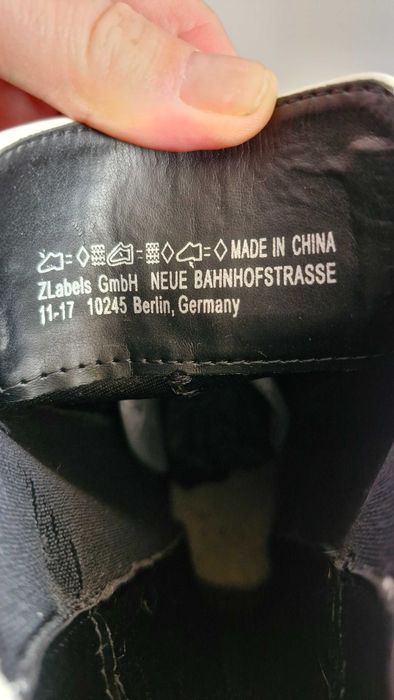 MADE IN CHINA
ZLabels GmbH NEUE BAHNHOFSTRASSE
11-17 10245 Berlin, Germany